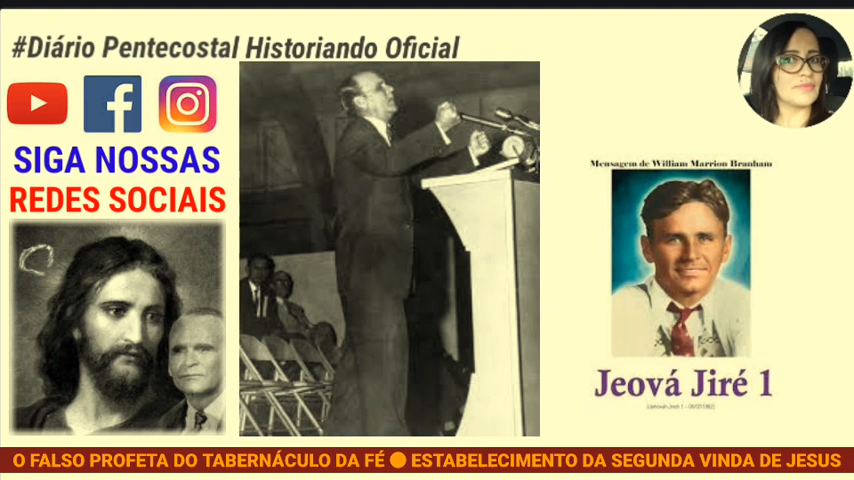 #Diário Pentecostal Historiando Oficial
SIGA NOSSAS
REDES SOCIAIS
Mensagem de William Marrion Branham
Jeová Jiré 1
O FALSO PROFETA DO TABERNÁCULO DA FÉ ● ESTABELECIMENTO DA SEGUNDA VINDA DE JESUS